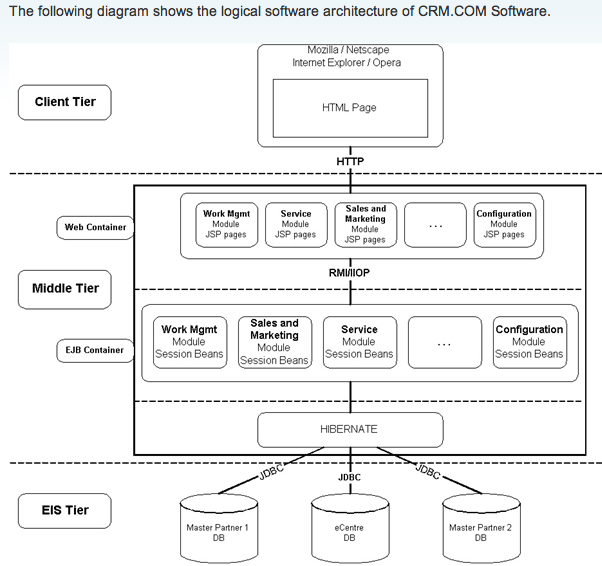 The following diagram shows the logical software architecture of CRM.COM Software.
Mozilla / Netscape
Internet Explorer / Opera
Client Tier
HTML Page
HTTP
Web Container
Work Mgmt
Module
JSP pages
Service
Module
JSP pages
Sales and
Marketing
Module
JSP pages
...
Configuration
Module
JSP pages
RMI/IIOP
Middle Tier
EJB Container
Work Mgmt
Module
Session Beans
Sales and
Marketing
Module
Session Beans
Service
Module
Session Beans
...
Configuration
Module
Session Beans
HIBERNATE
JDBC
JDBC
JDBC
EIS Tier
Master Partner 1
DB
eCentre
DB
Master Partner 2
DB